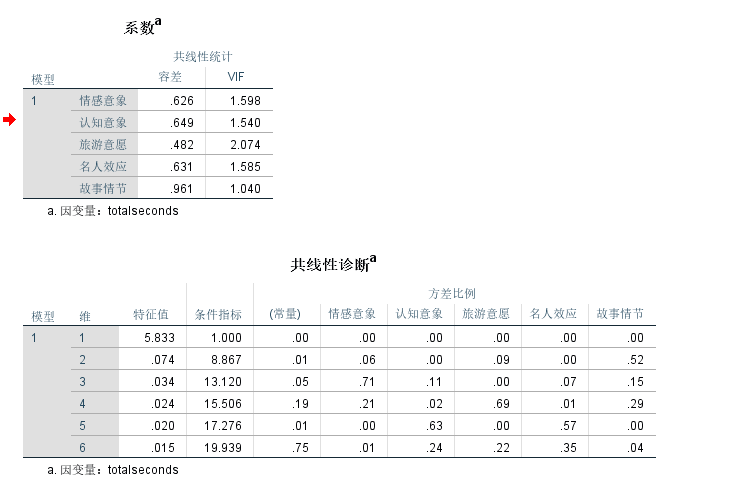 系数a
共线性统计
模型 容差 VIF
1 情感意象 .626 1.598
认知意象 .649 1.540
旅游意愿 .482 2.074
名人效应 .631 1.585
故事情节 .961 1.040
a. 因变量：totalseconds
共线性诊断a
方差比例
模型 维 特征值 条件指标 (常量) 情感意象 认知意象 旅游意愿 名人效应 故事情节
1 1 5.833 1.000 .00 .00 .00 .00 .00 .00
2 .074 8.867 .01 .06 .00 .09 .00 .52
3 .034 13.120 .05 .71 .11 .00 .07 .15
4 .024 15.506 .19 .21 .02 .69 .01 .29
5 .020 17.276 .01 .00 .63 .00 .57 .00
6 .015 19.939 .75 .01 .24 .22 .35 .04
a. 因变量：totalseconds